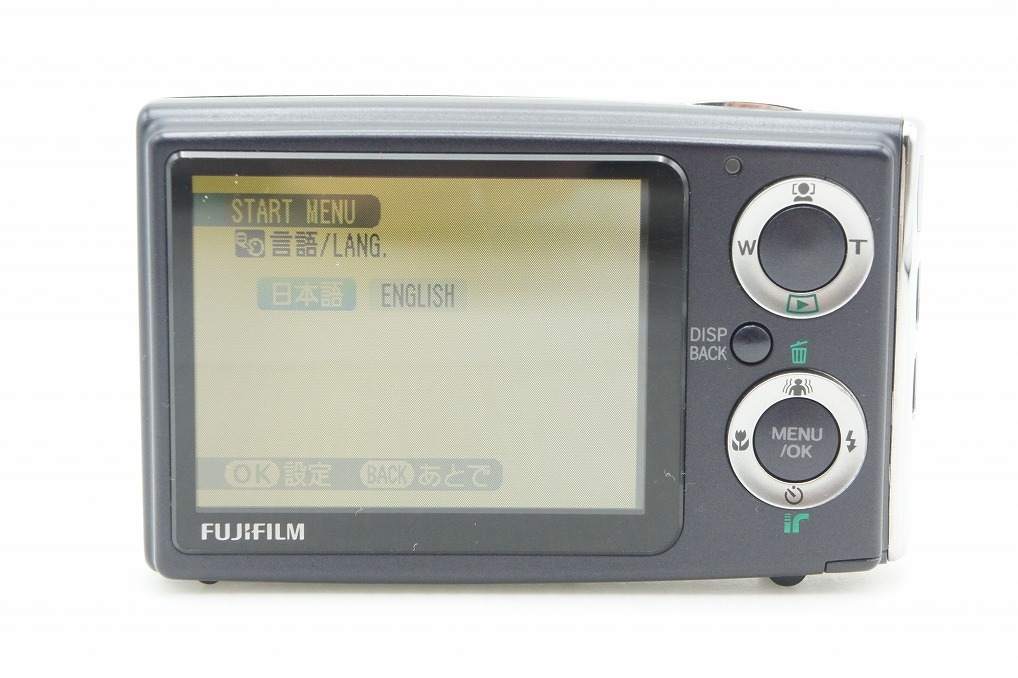 START MENU
言語/LANG.
日本語 ENGLISH
OK 設定 BACK あとで
FUJIFILM
W T
DISP
BACK
MENU
/OK